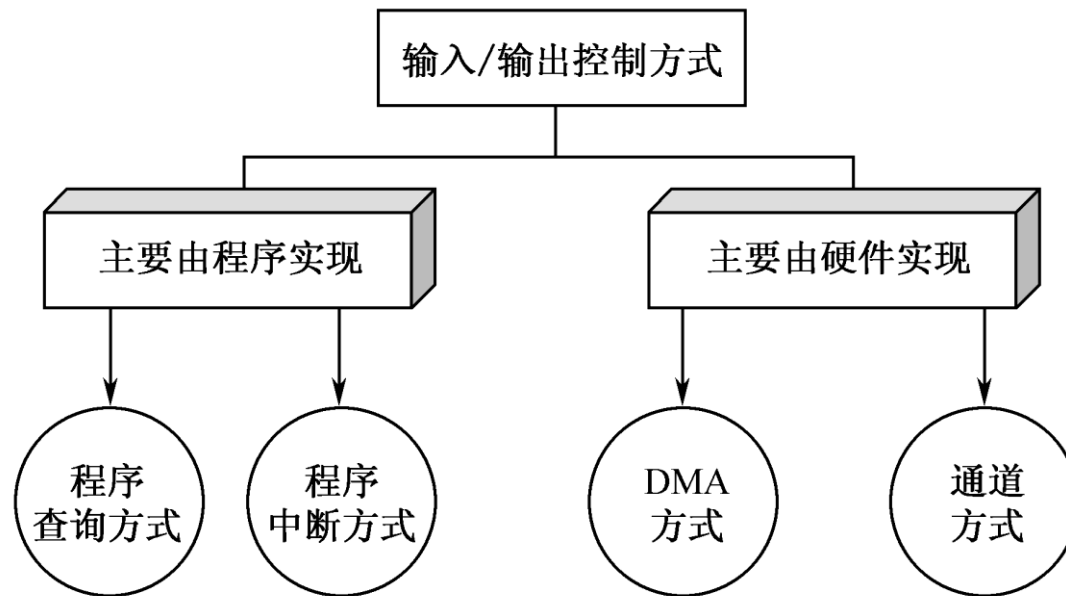 输入/输出控制方式
主要由程序实现
主要由硬件实现
程序
查询方式
程序
中断方式
DMA
方式
通道
方式